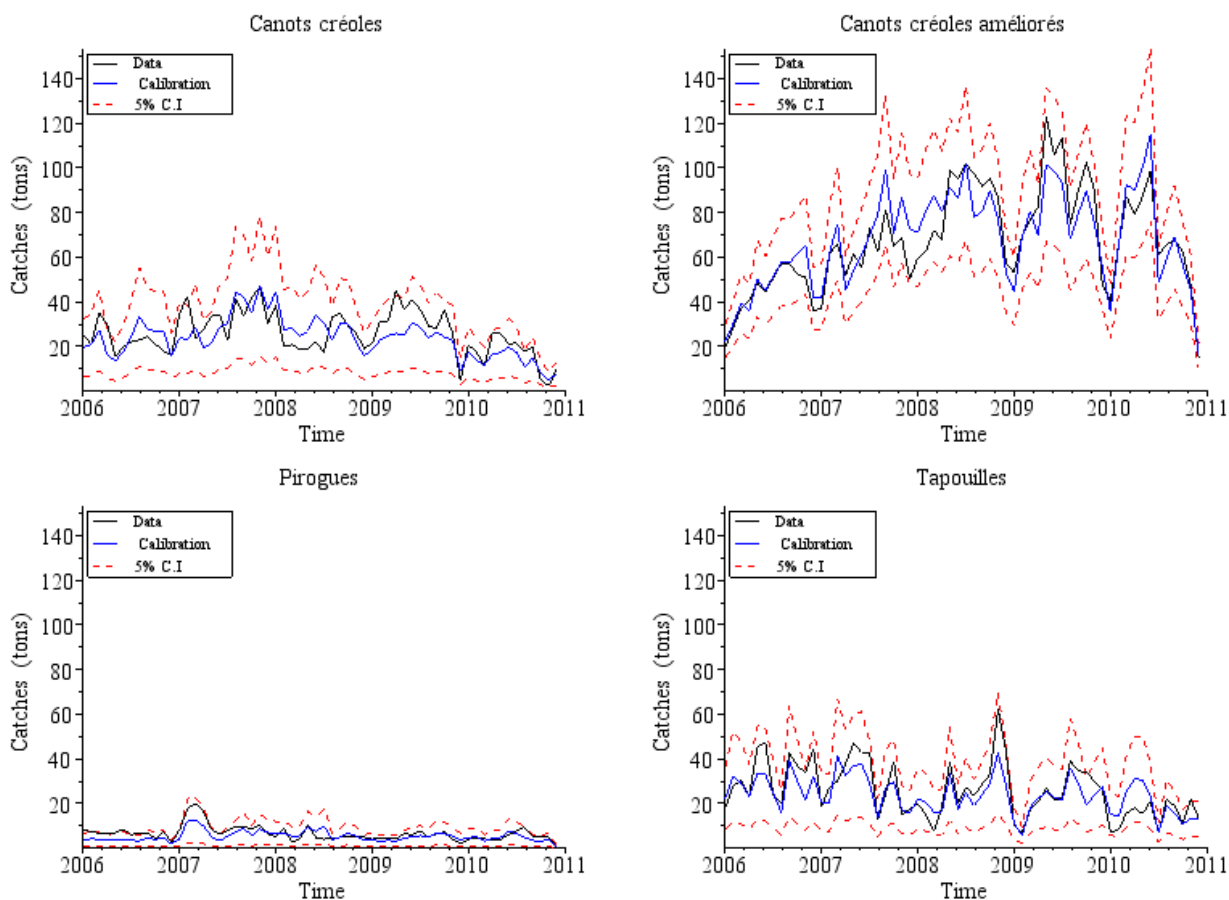 Canots créoles
Data
Calibration
5% C.I
Catches (tons)
140
120
100
80
60
40
20
2006 2007 2008 2009 2010 2011
Time
Canots créoles améliorés
Data
Calibration
5% C.I
Catches (tons)
140
120
100
80
60
40
20
2006 2007 2008 2009 2010 2011
Time
Pirogues
Data
Calibration
5% C.I
Catches (tons)
140
120
100
80
60
40
20
2006 2007 2008 2009 2010 2011
Time
Tapouilles
Data
Calibration
5% C.I
Catches (tons)
140
120
100
80
60
40
20
2006 2007 2008 2009 2010 2011
Time